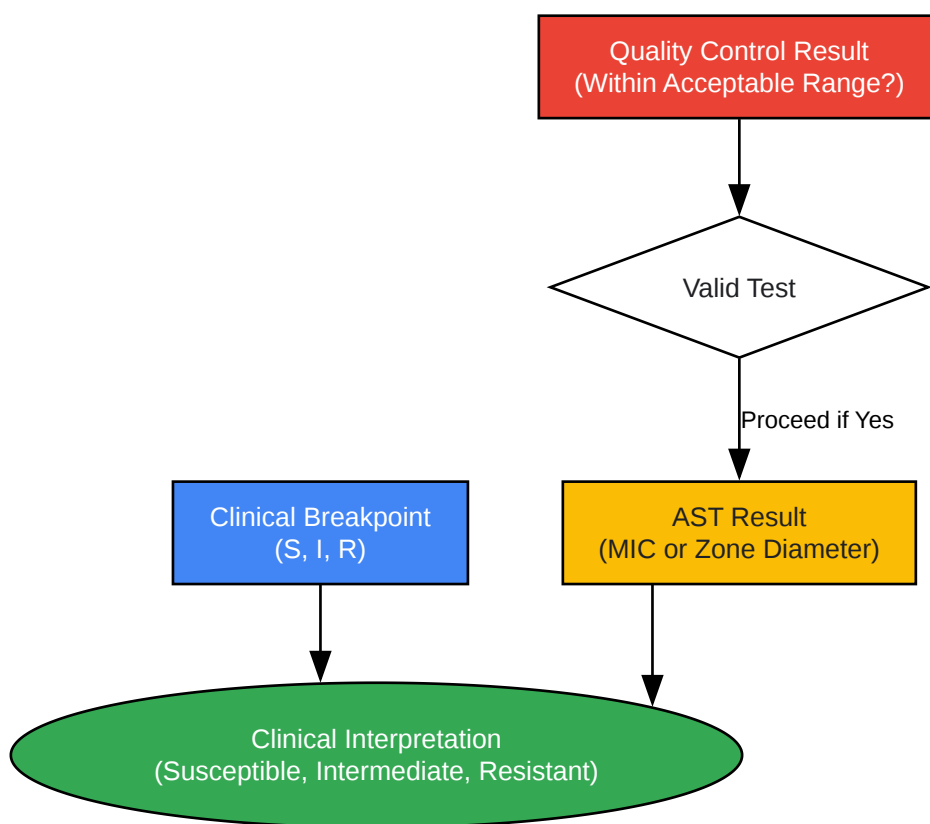 Quality Control Result
(Within Acceptable Range?)
Valid Test
Proceed if Yes
Clinical Breakpoint
(S, I, R)
AST Result
(MIC or Zone Diameter)
Clinical Interpretation
(Susceptible, Intermediate, Resistant)